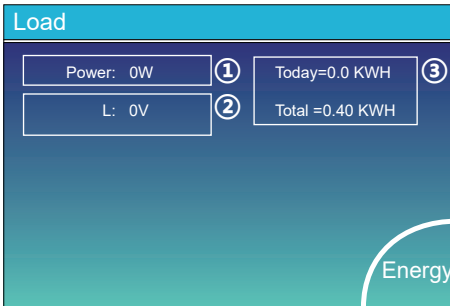 Load
Power: 0W
①
L: 0V
②
Today=0.0 KWH
Total =0.40 KWH
③
Energy